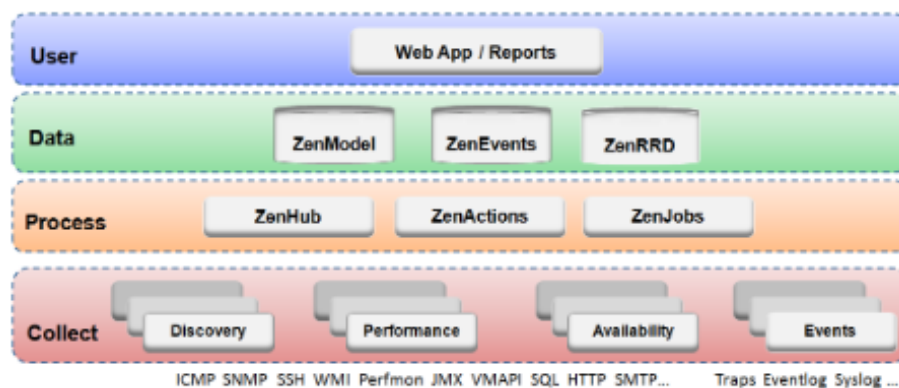 User
Web App / Reports
Data
ZenModel
ZenEvents
ZenRRD
Process
ZenHub
ZenActions
ZenJobs
Collect
Discovery
Performance
Availability
Events
ICMP SNMP SSH WMI Perfmon JMX VMAPI SQL HTTP SMTP... Traps Eventlog Syslog ...